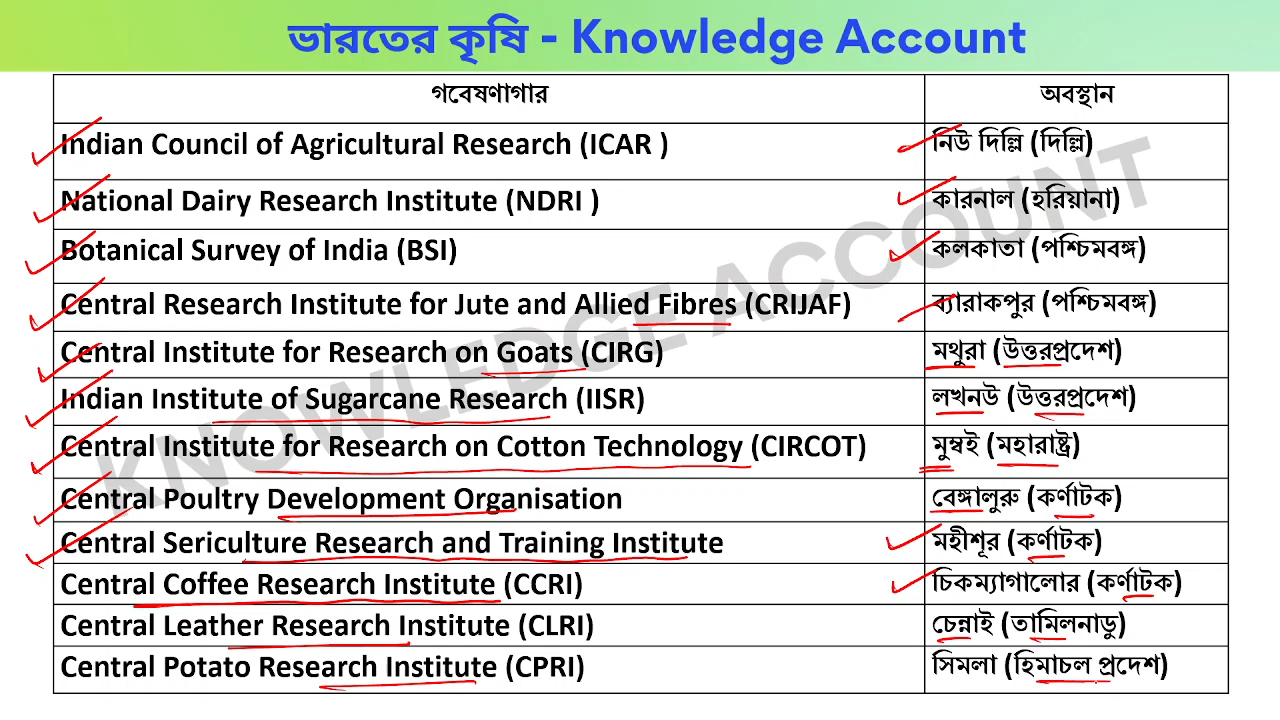 ভারতের কৃষি - Knowledge Account
গবেষণাগার অবস্থান
Indian Council of Agricultural Research (ICAR ) নিউ দিল্লি (দিল্লি)
National Dairy Research Institute (NDRI ) কারনাল (হরিয়ানা)
Botanical Survey of India (BSI) কলকাতা (পশ্চিমবঙ্গ)
Central Research Institute for Jute and Allied Fibres (CRIJAF) ব্যারাকপুর (পশ্চিমবঙ্গ)
Central Institute for Research on Goats (CIRG) মথুরা (উত্তরপ্রদেশ)
Indian Institute of Sugarcane Research (IISR) লখনউ (উত্তরপ্রদেশ)
Central Institute for Research on Cotton Technology (CIRCOT) মুম্বই (মহারাষ্ট্র)
Central Poultry Development Organisation বেঙ্গালুরু (কর্ণাটক)
Central Sericulture Research and Training Institute মহীশূর (কর্ণাটক)
Central Coffee Research Institute (CCRI) চিকম্যাগালোর (কর্ণাটক)
Central Leather Research Institute (CLRI) চেন্নাই (তামিলনাড়ু)
Central Potato Research Institute (CPRI) সিমলা (হিমাচল প্রদেশ)
KNOWLEDGE ACCOUNT